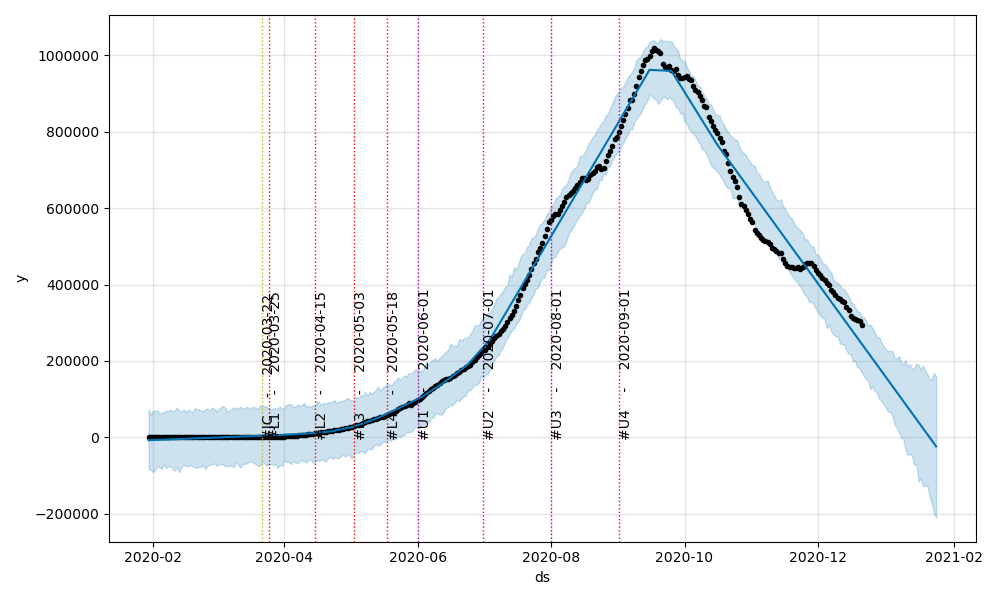 1000000
800000
600000
400000
200000
0
−200000
y
#JC - 2020-03-22
#L1 - 2020-03-25
#L2 - 2020-04-15
#L3 - 2020-05-03
#L4 - 2020-05-18
#U1 - 2020-06-01
#U2 - 2020-07-01
#U3 - 2020-08-01
#U4 - 2020-09-01
2020-02
2020-04
2020-06
2020-08
2020-10
2020-12
2021-02
ds